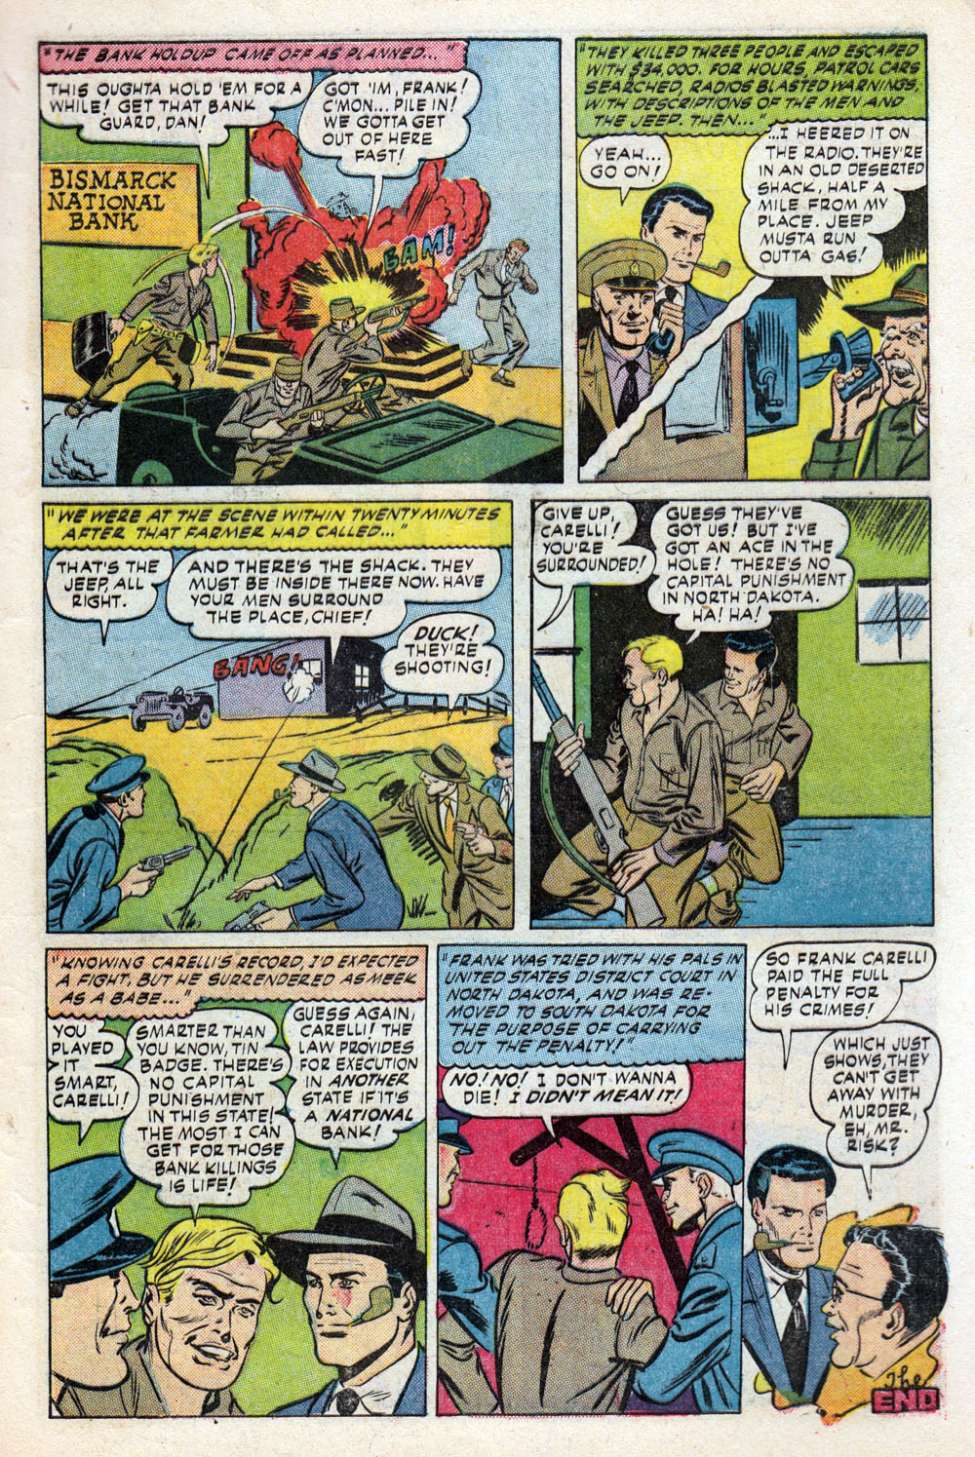 "THE BANK HOLDUP CAME OFF AS PLANNED..."
THIS OUGHTA HOLD 'EM FOR A
WHILE! GET THAT BANK
GUARD, DAN!
GOT 'IM, FRANK!
C'MON... PILE IN!
WE GOTTA GET
OUT OF HERE
FAST!
BISMARCK
NATIONAL
BANK
BAM!
"THEY KILLED THREE PEOPLE AND ESCAPED
WITH $34,000. FOR HOURS, PATROL CARS
SEARCHED, RADIOS BLASTED WARNINGS,
WITH DESCRIPTIONS OF THE MEN AND
THE JEEP. THEN..."
YEAH...
GO ON!
...I HEERED IT ON
THE RADIO. THEY'RE
IN AN OLD DESERTED
SHACK, HALF A
MILE FROM MY
PLACE. JEEP
MUSTA RUN
OUTTA GAS!
"WE WERE AT THE SCENE WITHIN TWENTY MINUTES
AFTER THAT FARMER HAD CALLED..."
THAT'S THE
JEEP, ALL
RIGHT.
AND THERE'S THE SHACK. THEY
MUST BE INSIDE THERE NOW. HAVE
YOUR MEN SURROUND
THE PLACE, CHIEF!
DUCK!
THEY'RE
SHOOTING!
BANG!
GIVE UP,
CARELLI!
YOU'RE
SURROUNDED!
GUESS THEY'VE
GOT US! BUT I'VE
GOT AN ACE IN THE
HOLE! THERE'S NO
CAPITAL PUNISHMENT
IN NORTH DAKOTA.
HA! HA!
"KNOWING CARELLI'S RECORD, I'D EXPECTED
A FIGHT, BUT HE SURRENDERED AS MEEK
AS A BABE..."
YOU
PLAYED
IT
SMART,
CARELLI!
SMARTER THAN
YOU KNOW, TIN
BADGE. THERE'S
NO CAPITAL
PUNISHMENT
IN THIS STATE!
THE MOST I CAN
GET FOR THOSE
BANK KILLINGS
IS LIFE!
GUESS AGAIN,
CARELLI! THE
LAW PROVIDES
FOR EXECUTION
IN ANOTHER
STATE IF IT'S
A NATIONAL
BANK!
"FRANK WAS TRIED WITH HIS PALS IN
UNITED STATES DISTRICT COURT IN
NORTH DAKOTA, AND WAS RE-
MOVED TO SOUTH DAKOTA FOR
THE PURPOSE OF CARRYING
OUT THE PENALTY!"
NO! NO! I DON'T WANNA
DIE! I DIDN'T MEAN IT!
SO FRANK CARELLI
PAID THE FULL
PENALTY FOR
HIS CRIMES!
WHICH JUST
SHOWS, THEY
CAN'T GET
AWAY WITH
MURDER,
EH, MR.
RISK?
The
END